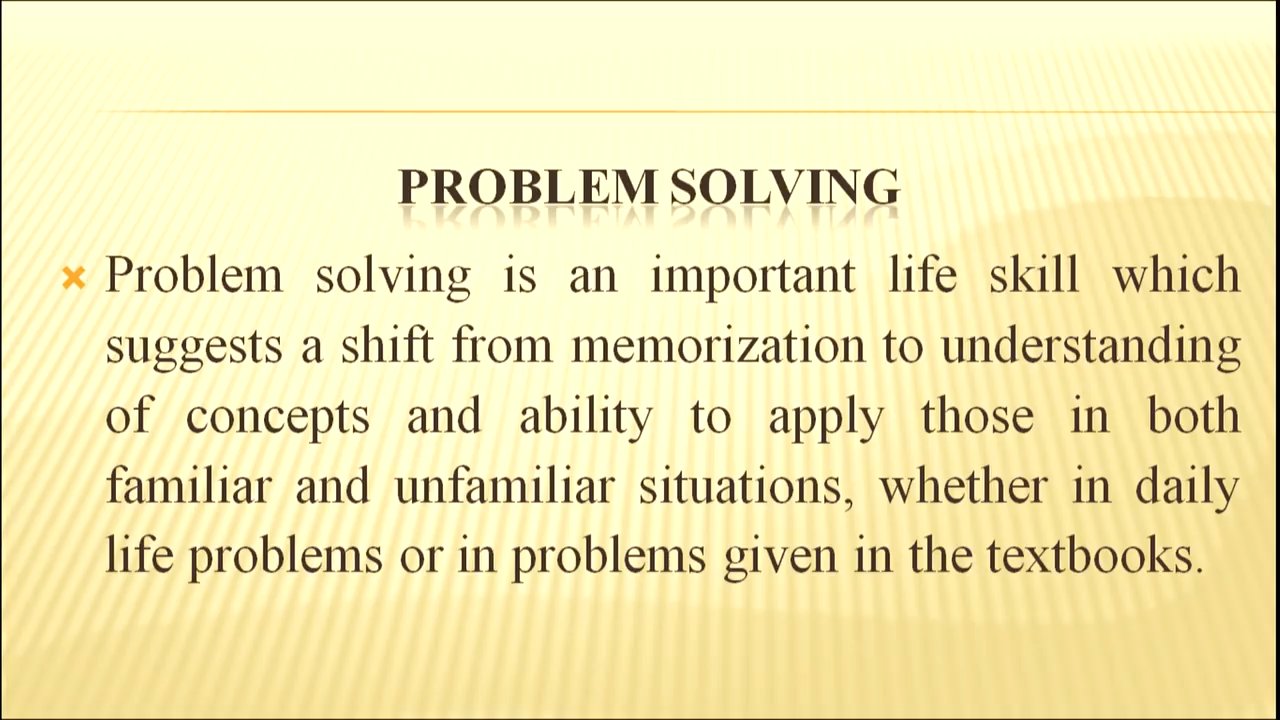 PROBLEM SOLVING
Problem solving is an important life skill which
suggests a shift from memorization to understanding
of concepts and ability to apply those in both
familiar and unfamiliar situations, whether in daily
life problems or in problems given in the textbooks.